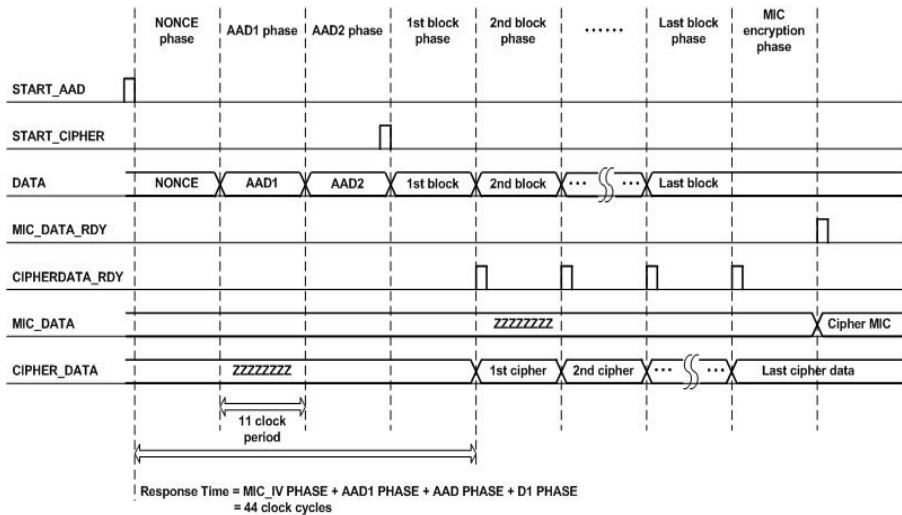 NONCE phase
AAD1 phase
AAD2 phase
1st block phase
2nd block phase
......
Last block phase
MIC encryption phase
START_AAD
START_CIPHER
DATA
NONCE
AAD1
AAD2
1st block
2nd block
...
...
Last block
MIC_DATA_RDY
CIPHERDATA_RDY
MIC_DATA
ZZZZZZZZ
Cipher MIC
CIPHER_DATA
ZZZZZZZZ
1st cipher
2nd cipher
...
...
Last cipher data
11 clock
period
Response Time = MIC_IV PHASE + AAD1 PHASE + AAD PHASE + D1 PHASE
= 44 clock cycles